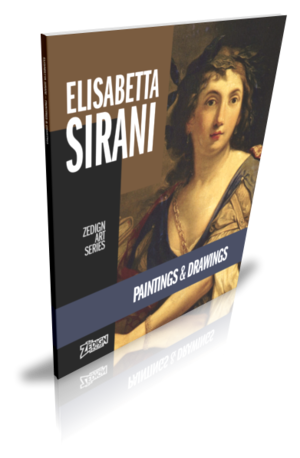 ELISABETTA
SIRANI
ZEDIGN
ART
SERIES
PAINTINGS & DRAWINGS
ZEDIGN